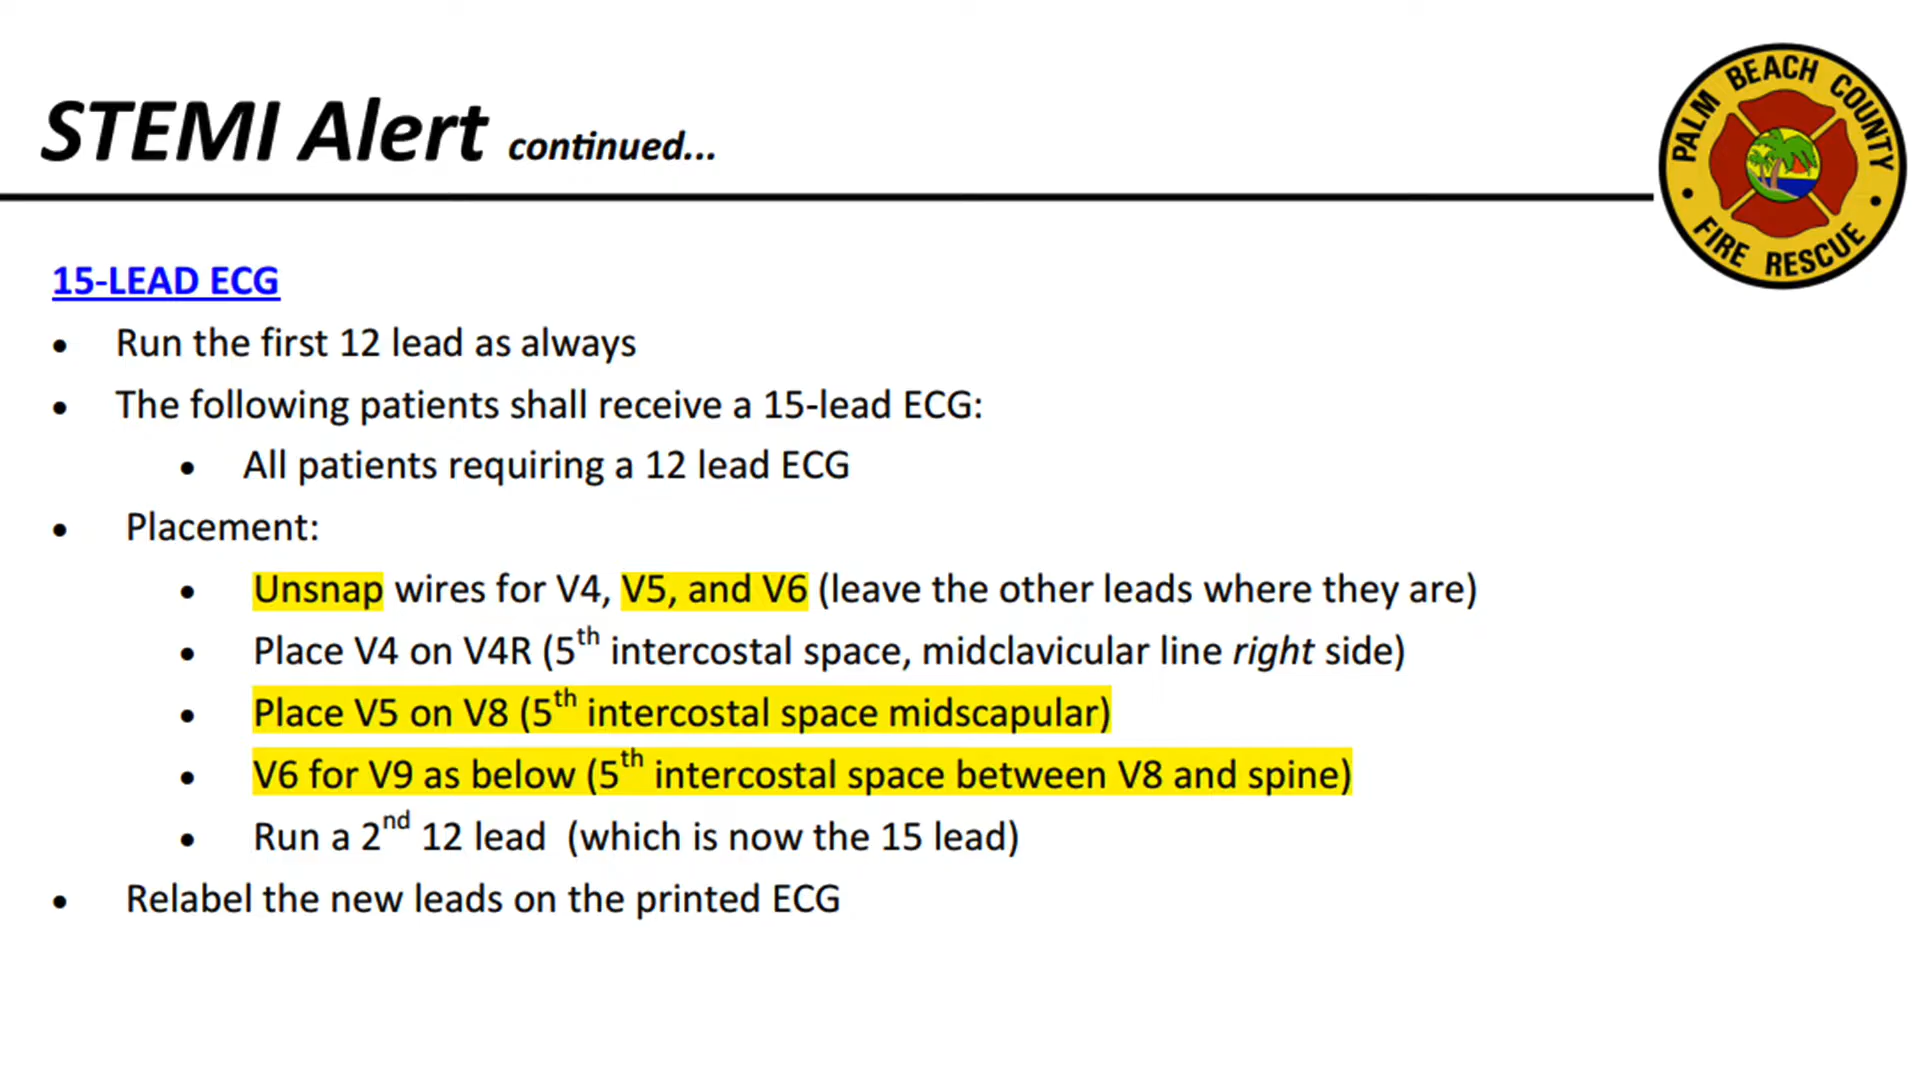 STEMI Alert continued...
PALM BEACH COUNTY
FIRE RESCUE
15-LEAD ECG
• Run the first 12 lead as always
• The following patients shall receive a 15-lead ECG:
• All patients requiring a 12 lead ECG
• Placement:
• Unsnap wires for V4, V5, and V6 (leave the other leads where they are)
• Place V4 on V4R (5th intercostal space, midclavicular line right side)
• Place V5 on V8 (5th intercostal space midscapular)
• V6 for V9 as below (5th intercostal space between V8 and spine)
• Run a 2nd 12 lead  (which is now the 15 lead)
• Relabel the new leads on the printed ECG